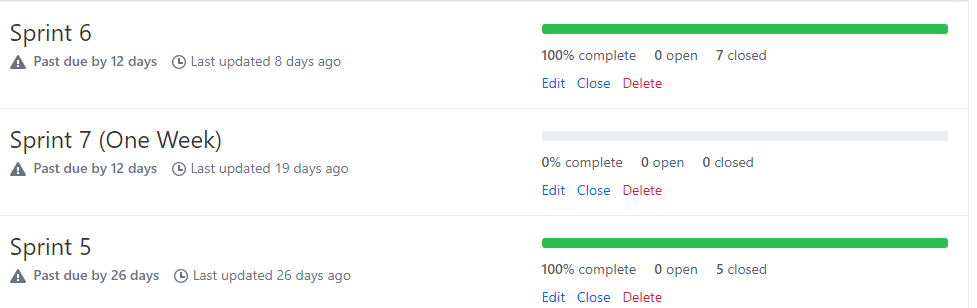 Sprint 6
Past due by 12 days Last updated 8 days ago
100% complete 0 open 7 closed
Edit Close Delete
Sprint 7 (One Week)
Past due by 12 days Last updated 19 days ago
0% complete 0 open 0 closed
Edit Close Delete
Sprint 5
Past due by 26 days Last updated 26 days ago
100% complete 0 open 5 closed
Edit Close Delete